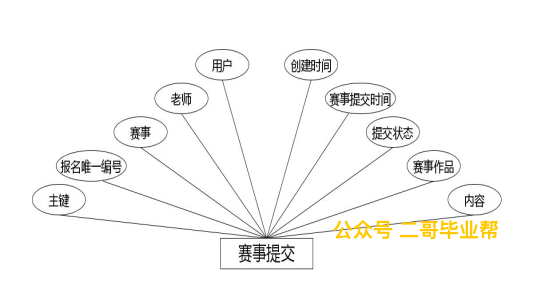 用户
创建时间
老师
赛事提交时间
赛事
提交状态
报名唯一编号
赛事作品
主键
内容
公众号 二哥毕业帮
赛事提交